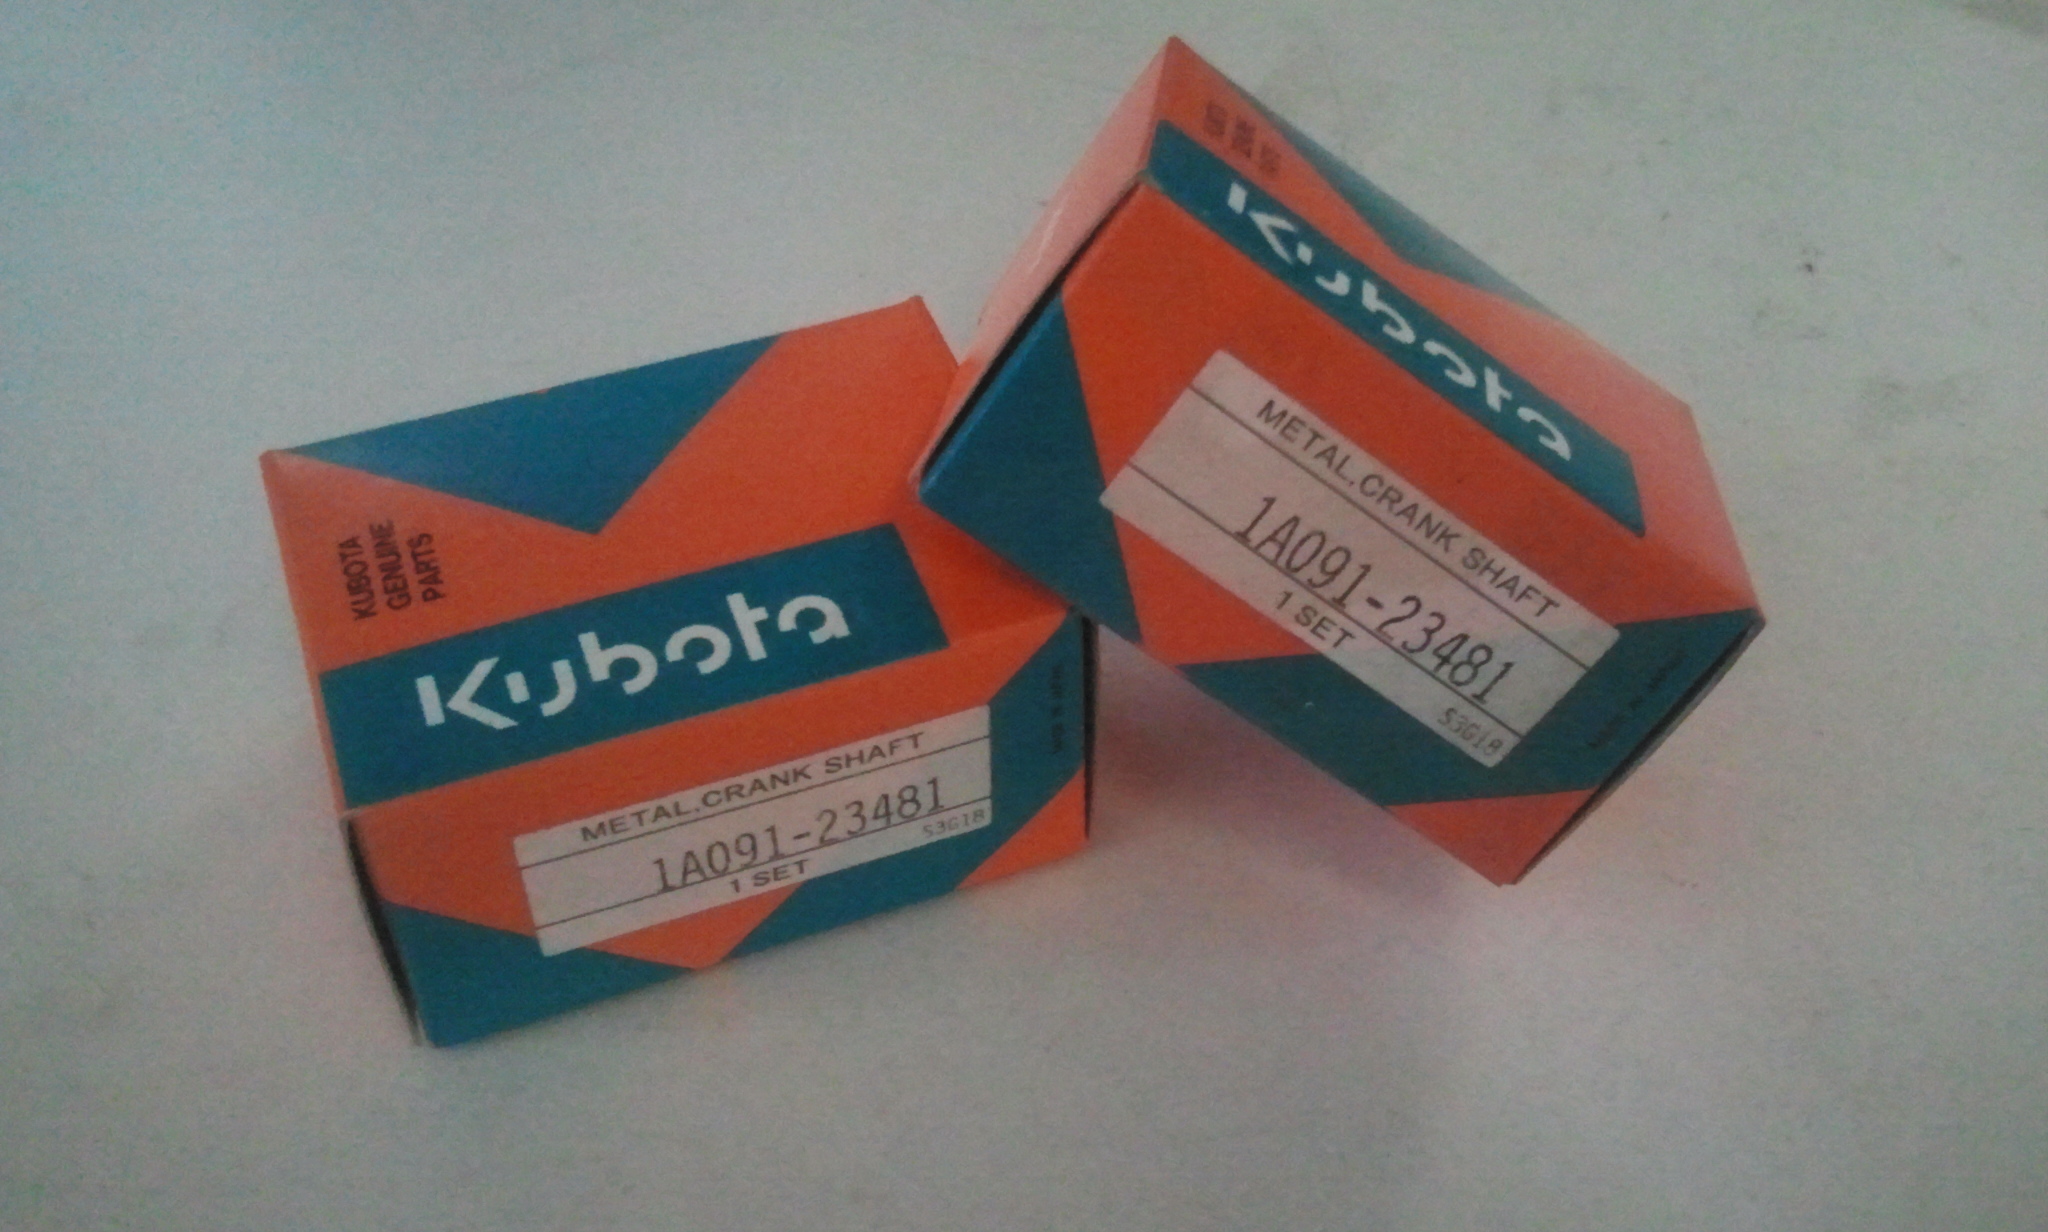 KUBOTA
GENUINE
PARTS
Kubota
METAL,CRANK SHAFT
1A091-23481
1 SET
S3G18
Kubota
METAL,CRANK SHAFT
1A091-23481
1 SET
S3G18